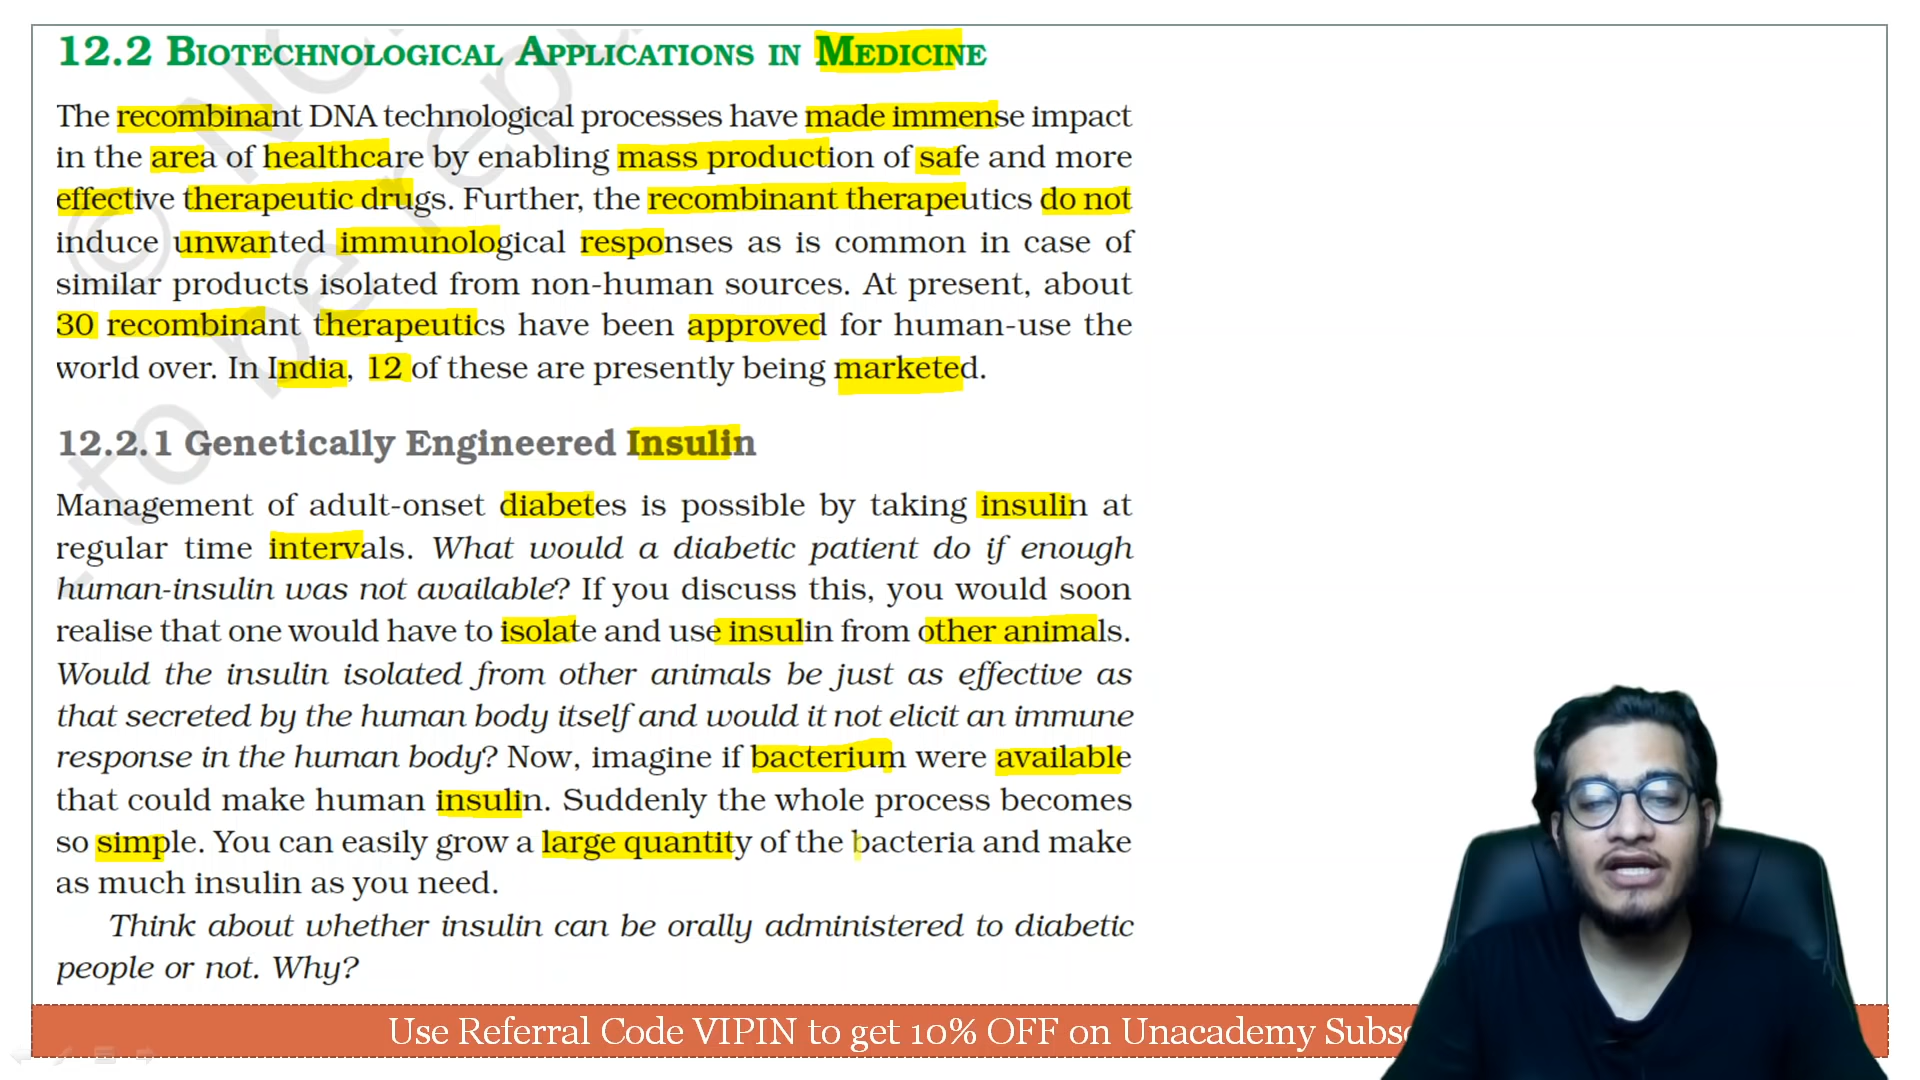 12.2 BIOTECHNOLOGICAL APPLICATIONS IN MEDICINE
The recombinant DNA technological processes have made immense impact
in the area of healthcare by enabling mass production of safe and more
effective therapeutic drugs. Further, the recombinant therapeutics do not
induce unwanted immunological responses as is common in case of
similar products isolated from non-human sources. At present, about
30 recombinant therapeutics have been approved for human-use the
world over. In India, 12 of these are presently being marketed.
12.2.1 Genetically Engineered Insulin
Management of adult-onset diabetes is possible by taking insulin at
regular time intervals. What would a diabetic patient do if enough
human-insulin was not available? If you discuss this, you would soon
realise that one would have to isolate and use insulin from other animals.
Would the insulin isolated from other animals be just as effective as
that secreted by the human body itself and would it not elicit an immune
response in the human body? Now, imagine if bacterium were available
that could make human insulin. Suddenly the whole process becomes
so simple. You can easily grow a large quantity of the bacteria and make
as much insulin as you need.
Think about whether insulin can be orally administered to diabetic
people or not. Why?
Use Referral Code VIPIN to get 10% OFF on Unacademy